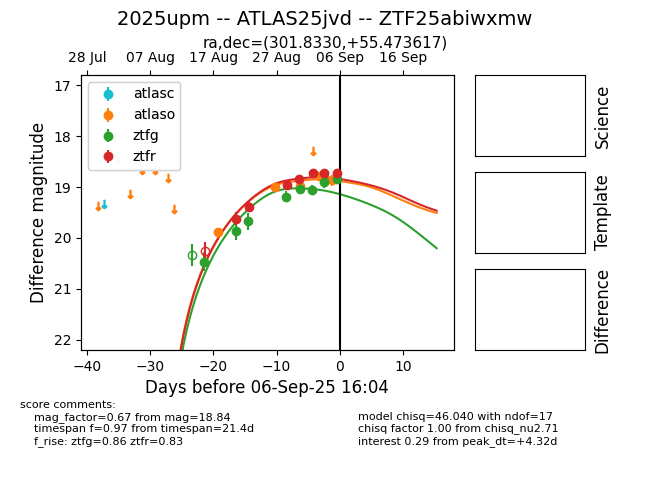 2025upm -- ATLAS25jvd -- ZTF25abiwxmw
ra,dec=(301.8330,+55.473617)
28 Jul 07 Aug 17 Aug 27 Aug 06 Sep 16 Sep
17
18
19
20
21
22
Difference magnitude
atlasc
atlaso
ztfg
ztfr
−40 −30 −20 −10 0 10
Days before 06-Sep-25 16:04
Science
Template
Difference
score comments:
mag_factor=0.67 from mag=18.84
timespan f=0.97 from timespan=21.4d
f_rise: ztfg=0.86 ztfr=0.83
model chisq=46.040 with ndof=17
chisq factor 1.00 from chisq_nu2.71
interest 0.29 from peak_dt=+4.32d